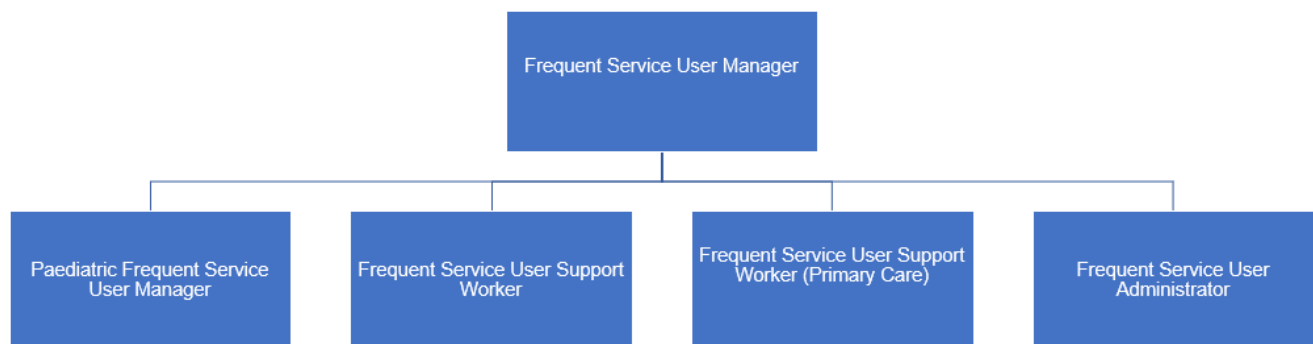 Frequent Service User Manager
Paediatric Frequent Service
User Manager
Frequent Service User Support
Worker
Frequent Service User Support
Worker (Primary Care)
Frequent Service User
Administrator